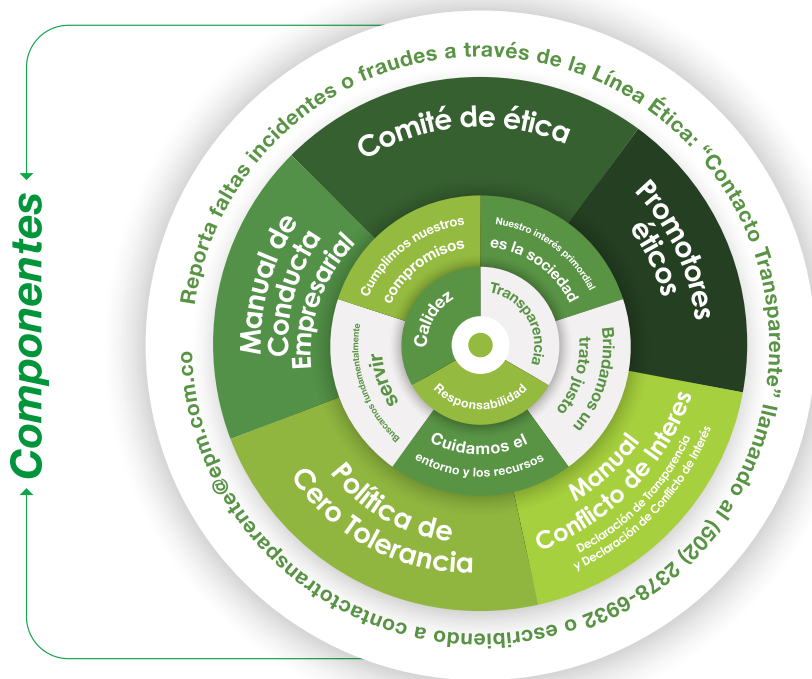 Componentes
Reporta faltas incidentes o fraudes a través de la Línea Ética: “Contacto Transparente” llamando al (502) 2378-6932 o escribiendo a contactotransparente@epm.com.co
Comité de ética
Promotores
éticos
Manual
Conflicto de Interes
Declaración de Transparencia
y Declaración de Conflicto de Interés
Política de
Cero Tolerancia
Manual de
Conducta
Empresarial
Cumplimos nuestros
compromisos
Nuestro interés primordial
es la sociedad
Brindamos un
trato justo
Cuidamos el
entorno y los recursos
Buscamos fundamentalmente
servir
Calidez
Transparencia
Responsabilidad